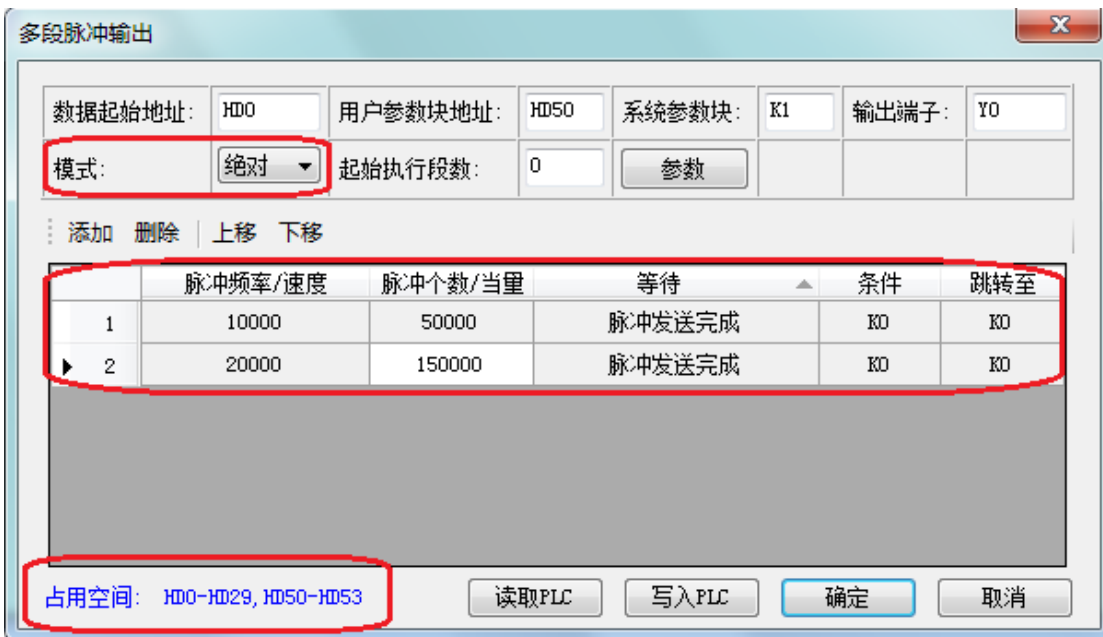 多段脉冲输出
数据起始地址: HD0 用户参数块地址: HD50 系统参数块: K1 输出端子: Y0
模式: 绝对 起始执行段数: 0 参数
添加 删除 上移 下移
脉冲频率/速度 脉冲个数/当量 等待 条件 跳转至
1 10000 50000 脉冲发送完成 K0 K0
2 20000 150000 脉冲发送完成 K0 K0
占用空间: HD0-HD29,HD50-HD53 读取PLC 写入PLC 确定 取消